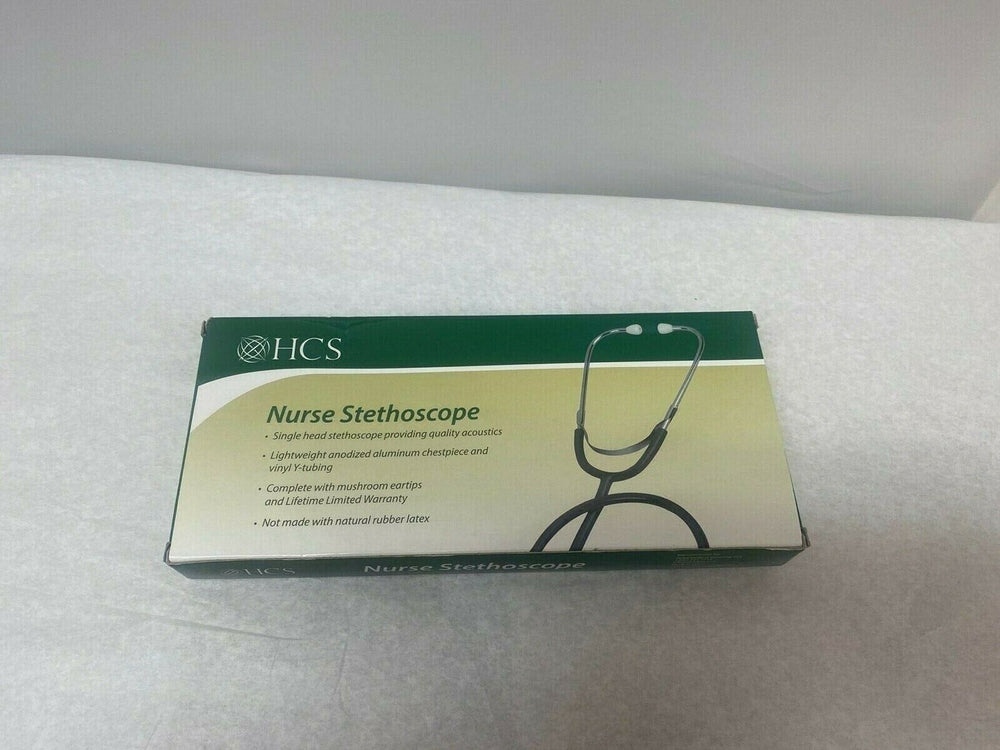 HCS
Nurse Stethoscope
• Single head stethoscope providing quality acoustics
• Lightweight anodized aluminum chestpiece and
vinyl Y-tubing
• Complete with mushroom eartips
and Lifetime Limited Warranty
• Not made with natural rubber latex
HCS
Nurse Stethoscope